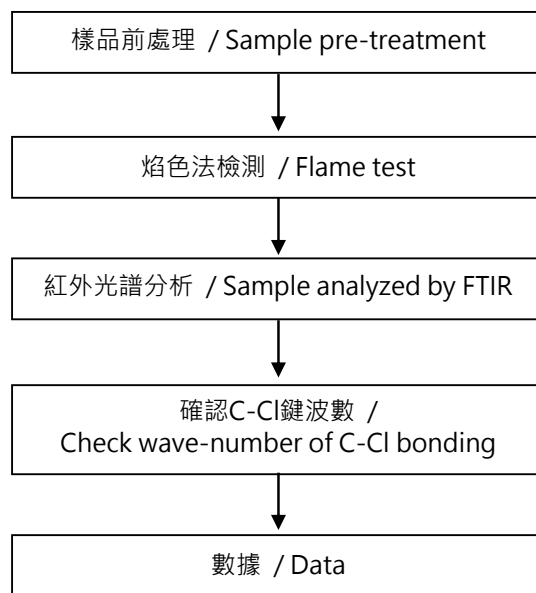 樣品前處理 / Sample pre-treatment
焰色法檢測 / Flame test
紅外光譜分析 / Sample analyzed by FTIR
確認C-Cl鍵波數 /
Check wave-number of C-Cl bonding
數據 / Data